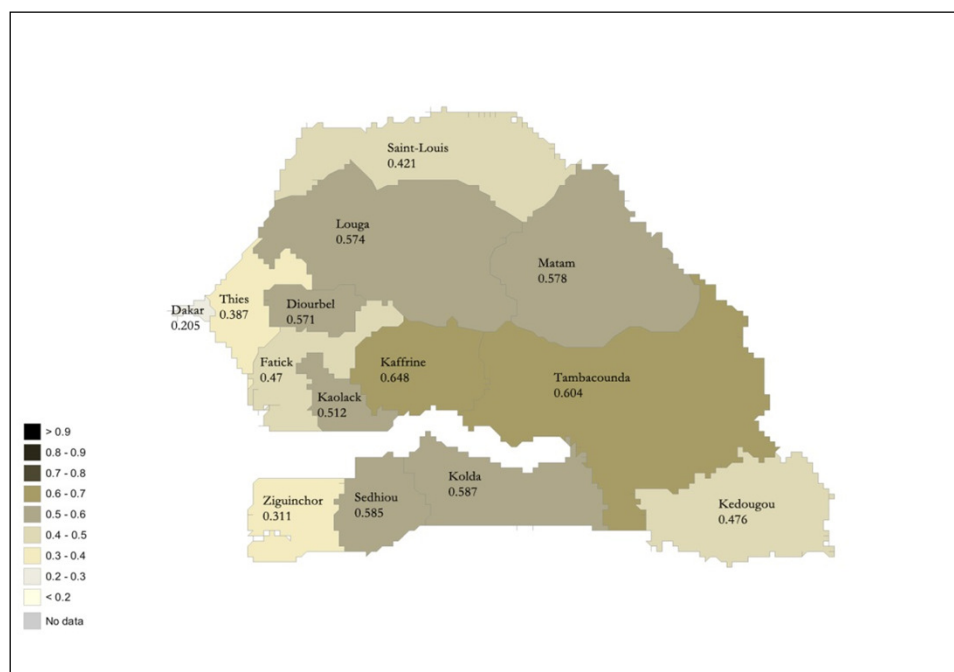 Saint-Louis
0.421
Louga
0.574
Matam
0.578
Thies
0.387
Diourbel
0.571
Dakar
0.205
Fatick
0.47
Kaffrine
0.648
Tambacounda
0.604
Kaolack
0.512
Kolda
0.587
Sedhiou
0.585
Ziguinchor
0.311
Kedougou
0.476
> 0.9
0.8 - 0.9
0.7 - 0.8
0.6 - 0.7
0.5 - 0.6
0.4 - 0.5
0.3 - 0.4
0.2 - 0.3
< 0.2
No data